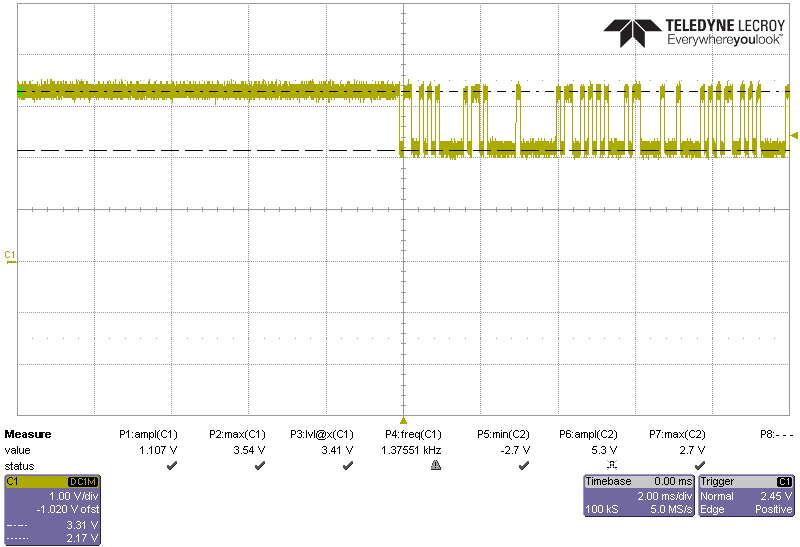 TELEDYNE LECROY
Everywhereyoulook™
C1
Measure P1:ampl(C1) P2:max(C1) P3:lvl@x(C1) P4:freq(C1) P5:min(C2) P6:ampl(C2) P7:max(C2) P8:- - -
value 1.107 V 3.54 V 3.41 V 1.37551 kHz -2.7 V 5.3 V 2.7 V
status
C1 DC1M
1.00 V/div
-1.020 V ofst
3.31 V
2.17 V
Timebase 0.00 ms
2.00 ms/div
100 kS 5.0 MS/s
Trigger C1
Normal 2.45 V
Edge Positive